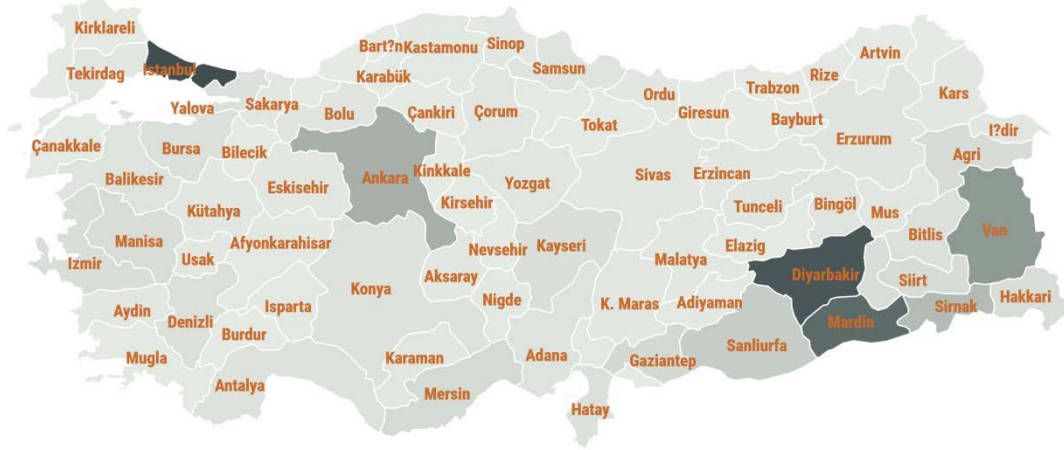 Kirklareli
Tekirdag
Istanbul
Yalova
Sakarya
Bolu
Bart?n
Kastamonu
Karabük
Sinop
Samsun
Çankiri
Çorum
Ordu
Giresun
Trabzon
Rize
Artvin
Kars
Bayburt
Erzurum
I?dir
Agri
Tokat
Çanakkale
Bursa
Bilecik
Balikesir
Eskisehir
Ankara
Kinkkale
Yozgat
Sivas
Erzincan
Kirsehir
Tunceli
Bingöl
Mus
Bitlis
Van
Kütahya
Manisa
Izmir
Usak
Afyonkarahisar
Nevsehir
Kayseri
Malatya
Elazig
Diyarbakir
Siirt
Aksaray
Konya
Nigde
K. Maras
Adiyaman
Mardin
Sirnak
Hakkari
Aydin
Denizli
Isparta
Burdur
Mugla
Antalya
Karaman
Mersin
Adana
Gaziantep
Sanliurfa
Hatay